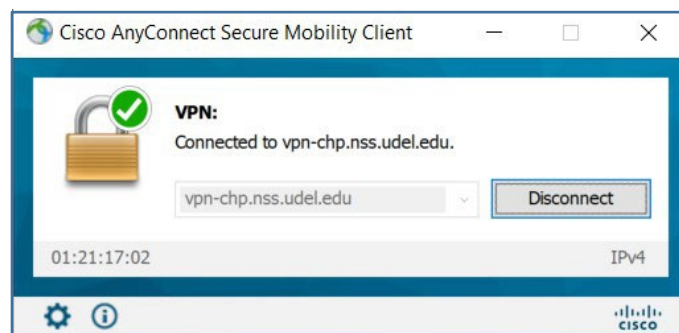 Cisco AnyConnect Secure Mobility Client
VPN:
Connected to vpn-chp.nss.udel.edu.
vpn-chp.nss.udel.edu
Disconnect
01:21:17:02
IPv4
cisco